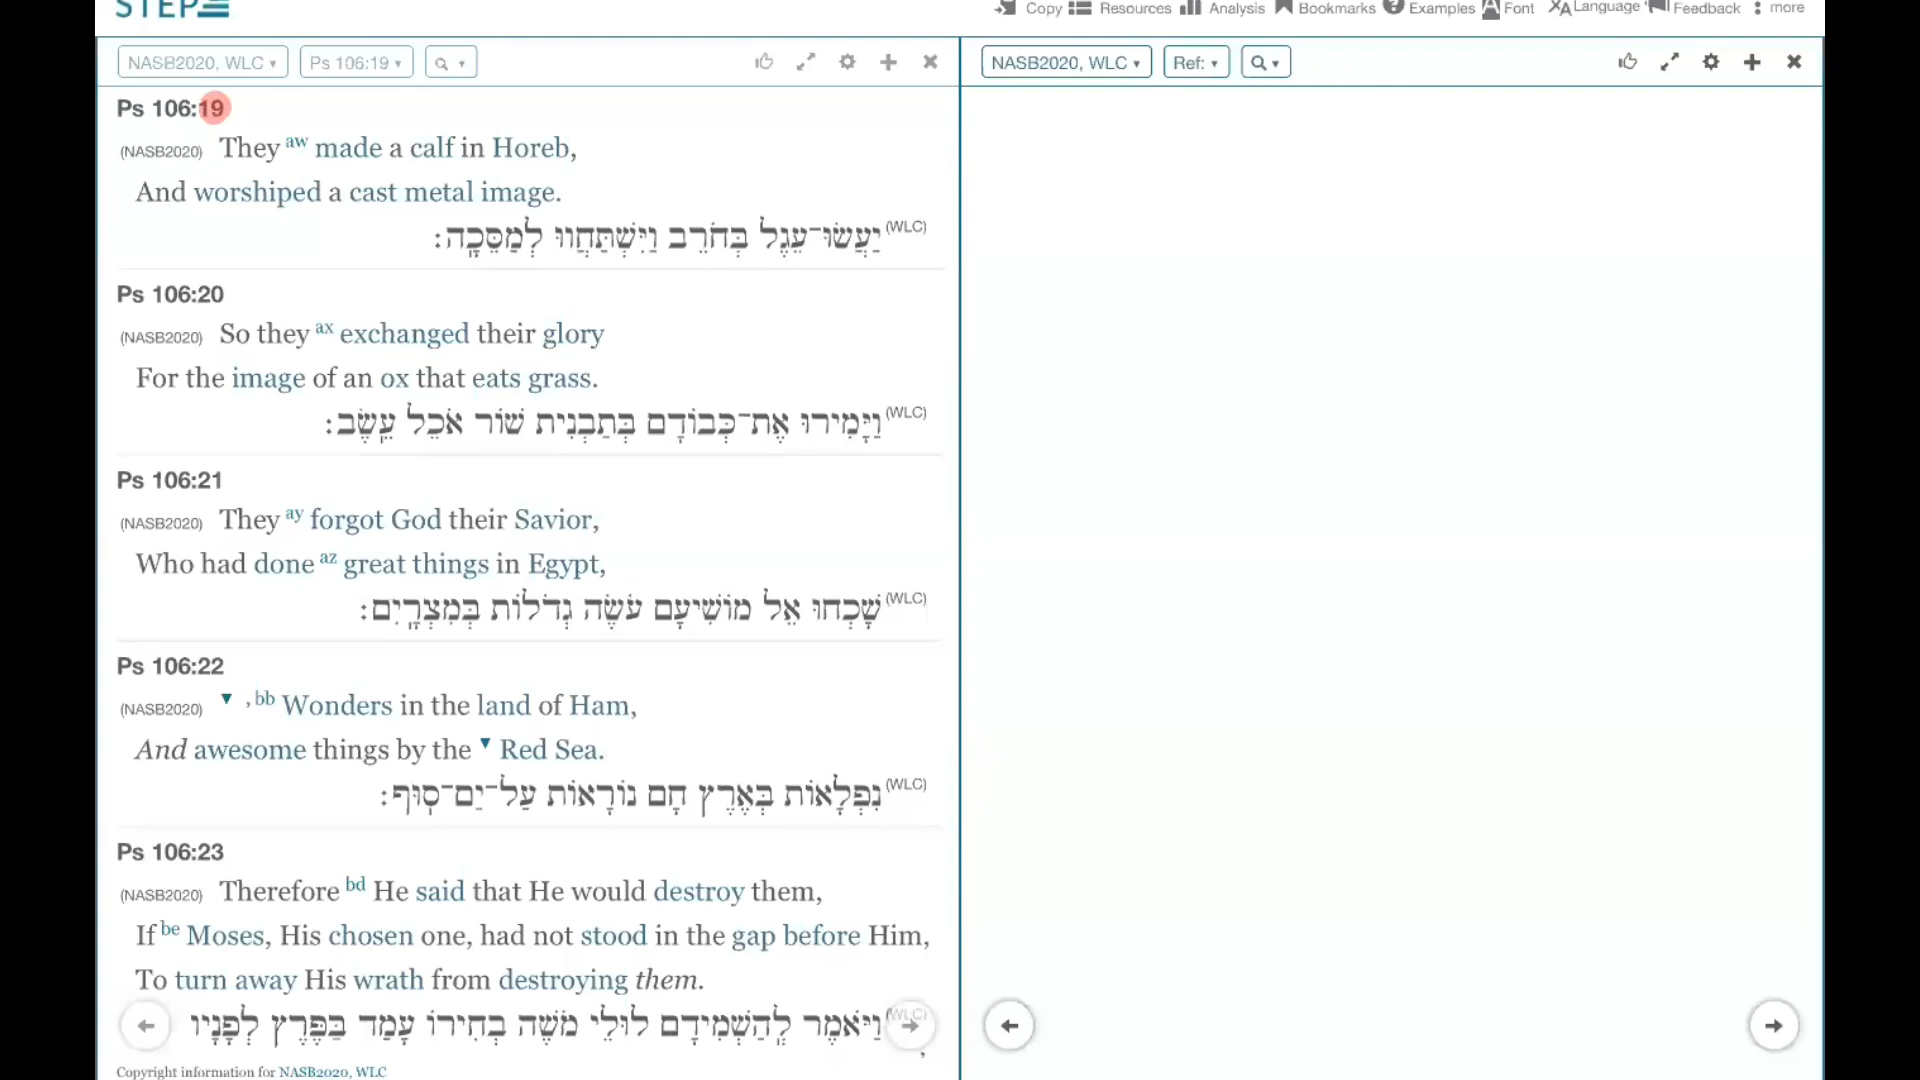 STEP
Copy Resources Analysis Bookmarks Examples Font Language Feedback more
NASB2020, WLC Ps 106:19
NASB2020, WLC Ref:
Ps 106:19
(NASB2020) They aw made a calf in Horeb,
And worshiped a cast metal image.
(WLC) יַעֲשׂוּ־עֵגֶל בְּחֹרֵב וַיִּשְׁתַּחֲווּ לְמַסֵּכָֽה׃
Ps 106:20
(NASB2020) So they ax exchanged their glory
For the image of an ox that eats grass.
(WLC) וַיָּמִירוּ אֶת־כְּבוֹדָם בְּתַבְנִית שׁוֹר אֹכֵל עֵֽשֶׂב׃
Ps 106:21
(NASB2020) They ay forgot God their Savior,
Who had done az great things in Egypt,
(WLC) שָׁכְחוּ אֵל מוֹשִׁיעָם עֹשֶׂה גְדֹלוֹת בְּמִצְרָֽיִם׃
Ps 106:22
(NASB2020) ▼ , bb Wonders in the land of Ham,
And awesome things by the ▼ Red Sea.
(WLC) נִפְלָאוֹת בְּאֶרֶץ חָם נוֹרָאוֹת עַל־יַם־סֽוּף׃
Ps 106:23
(NASB2020) Therefore bd He said that He would destroy them,
If be Moses, His chosen one, had not stood in the gap before Him,
To turn away His wrath from destroying them.
(WLC) וַיֹּאמֶר לְֽהַשְׁמִידָם לוּלֵי מֹשֶׁה בְחִירוֹ עָמַד בַּפֶּרֶץ לְפָנָיו
Copyright information for NASB2020, WLC